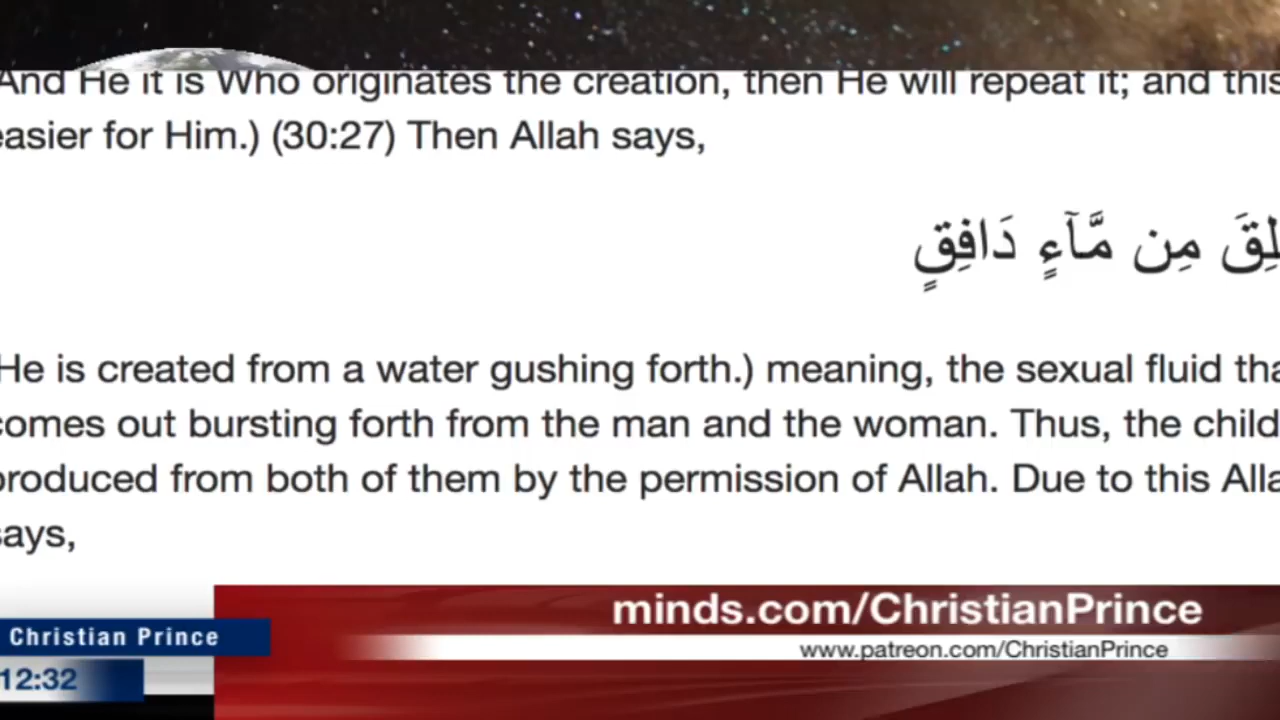 And He it is Who originates the creation, then He will repeat it; and this
easier for Him.) (30:27) Then Allah says,
لِقَ مِن مَّآءٍ دَافِقٍ
He is created from a water gushing forth.) meaning, the sexual fluid tha
comes out bursting forth from the man and the woman. Thus, the child
produced from both of them by the permission of Allah. Due to this Alla
says,
minds.com/ChristianPrince
Christian Prince
www.patreon.com/ChristianPrince
12:32